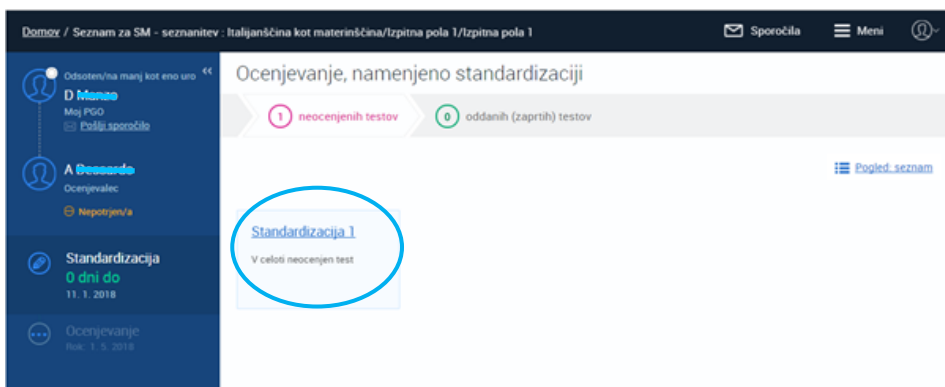 Domov / Seznam za SM - seznanitev : Italijanščina kot materinščina/Izpitna pola 1/Izpitna pola 1
Sporočila
Meni
Odsoten/na manj kot eno uro
D
Moj PGO
Pošlji sporočilo
A
Ocenjevalec
Nepotrjen/a
Standardizacija
0 dni do
11. 1. 2018
Ocenjevanje
Rok: 1. 5. 2018
Ocenjevanje, namenjeno standardizaciji
1 neocenjenih testov
0 oddanih (zaprtih) testov
Pogled: seznam
Standardizacija 1
V celoti neocenjen test